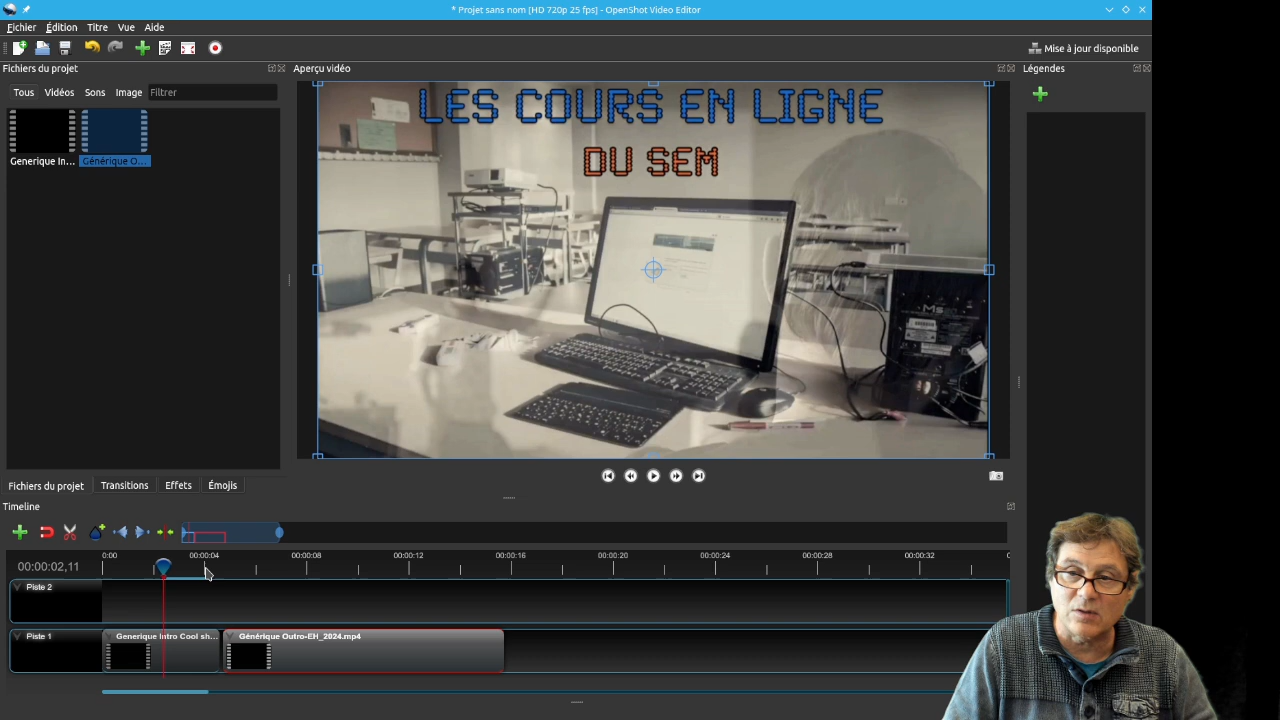 * Projet sans nom [HD 720p 25 fps] - OpenShot Video Editor
Fichier Édition Titre Vue Aide
Mise à jour disponible
Fichiers du projet
Aperçu vidéo
Légendes
Tous Vidéos Sons Image Filtrer
Generique In... Générique O...
LES COURS EN LIGNE
DU SEM
Fichiers du projet Transitions Effets Émojis
Timeline
00:00:02,11
0:00 00:00:04 00:00:08 00:00:12 00:00:16 00:00:20 00:00:24 00:00:28 00:00:32
Piste 2
Piste 1
Generique Intro Cool sh...
Générique Outro-EH_2024.mp4